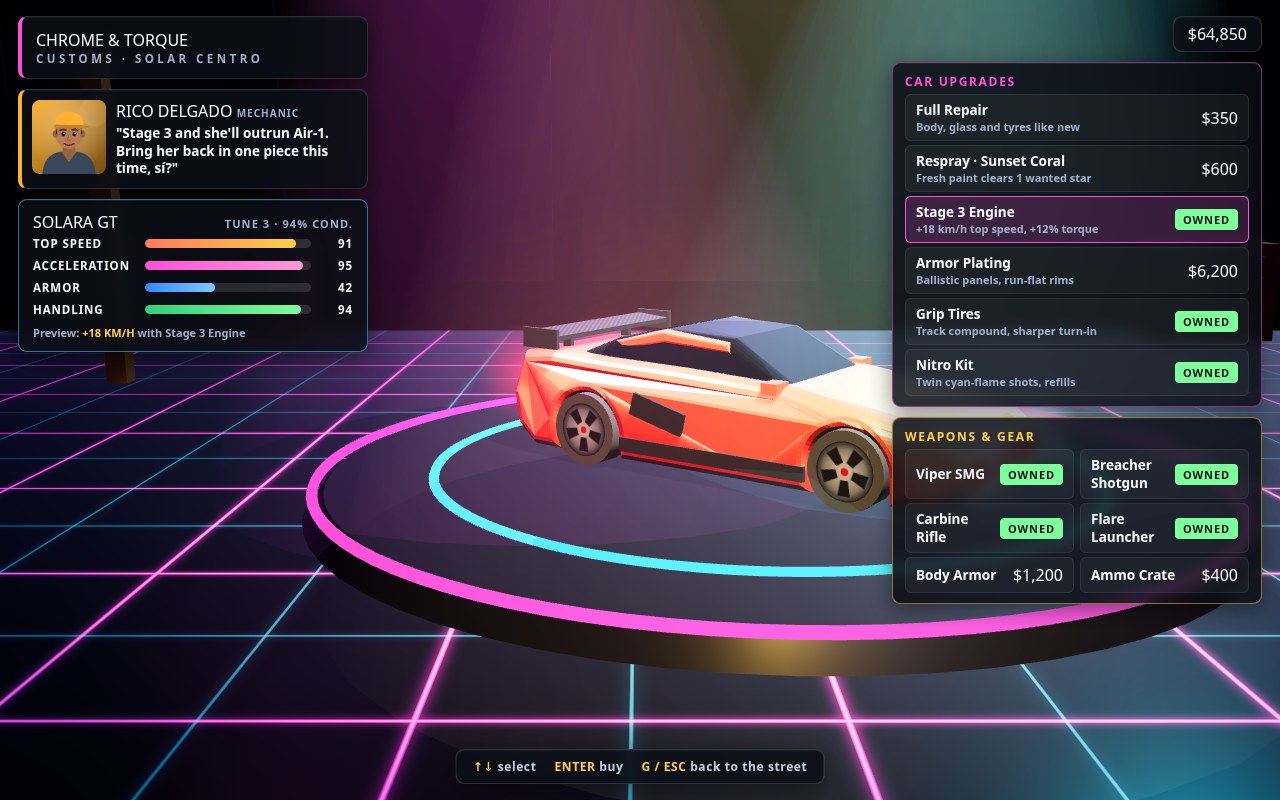 CHROME & TORQUE
CUSTOMS · SOLAR CENTRO
RICO DELGADO MECHANIC
"Stage 3 and she'll outrun Air-1.
Bring her back in one piece this
time, sí?"
SOLARA GT
TUNE 3 · 94% COND.
TOP SPEED 91
ACCELERATION 95
ARMOR 42
HANDLING 94
Preview: +18 KM/H with Stage 3 Engine
$64,850
CAR UPGRADES
Full Repair
Body, glass and tyres like new
$350
Respray · Sunset Coral
Fresh paint clears 1 wanted star
$600
Stage 3 Engine
+18 km/h top speed, +12% torque
OWNED
Armor Plating
Ballistic panels, run-flat rims
$6,200
Grip Tires
Track compound, sharper turn-in
OWNED
Nitro Kit
Twin cyan-flame shots, refills
OWNED
WEAPONS & GEAR
Viper SMG
OWNED
Breacher
Shotgun
OWNED
Carbine
Rifle
OWNED
Flare
Launcher
OWNED
Body Armor $1,200
Ammo Crate $400
↑↓ select ENTER buy G / ESC back to the street